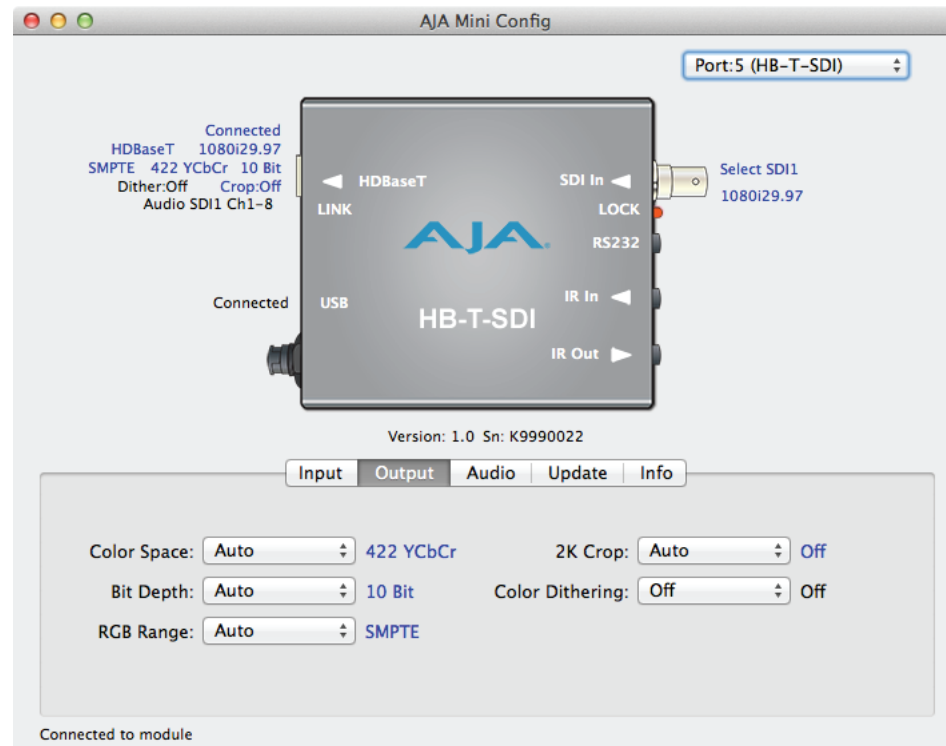 AJA Mini Config
Port:5 (HB-T-SDI)
Connected
HDBaseT 1080i29.97
SMPTE 422 YCbCr 10 Bit
Dither:Off Crop:Off
Audio SDI1 Ch1-8
HDBaseT
SDI In
Select SDI1
1080i29.97
LINK
LOCK
AJA
RS232
Connected
USB
IR In
HB-T-SDI
IR Out
Version: 1.0 Sn: K9990022
Input Output Audio Update Info
Color Space: Auto 422 YCbCr 2K Crop: Auto Off
Bit Depth: Auto 10 Bit Color Dithering: Off Off
RGB Range: Auto SMPTE
Connected to module